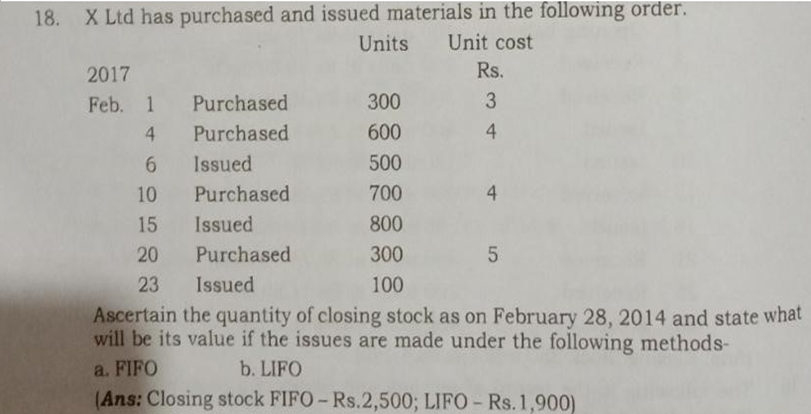 18. X Ltd has purchased and issued materials in the following order.
Units Unit cost
2017 Rs.
Feb. 1 Purchased 300 3
4 Purchased 600 4
6 Issued 500
10 Purchased 700 4
15 Issued 800
20 Purchased 300 5
23 Issued 100
Ascertain the quantity of closing stock as on February 28, 2014 and state what
will be its value if the issues are made under the following methods-
a. FIFO b. LIFO
(Ans: Closing stock FIFO – Rs.2,500; LIFO – Rs.1,900)